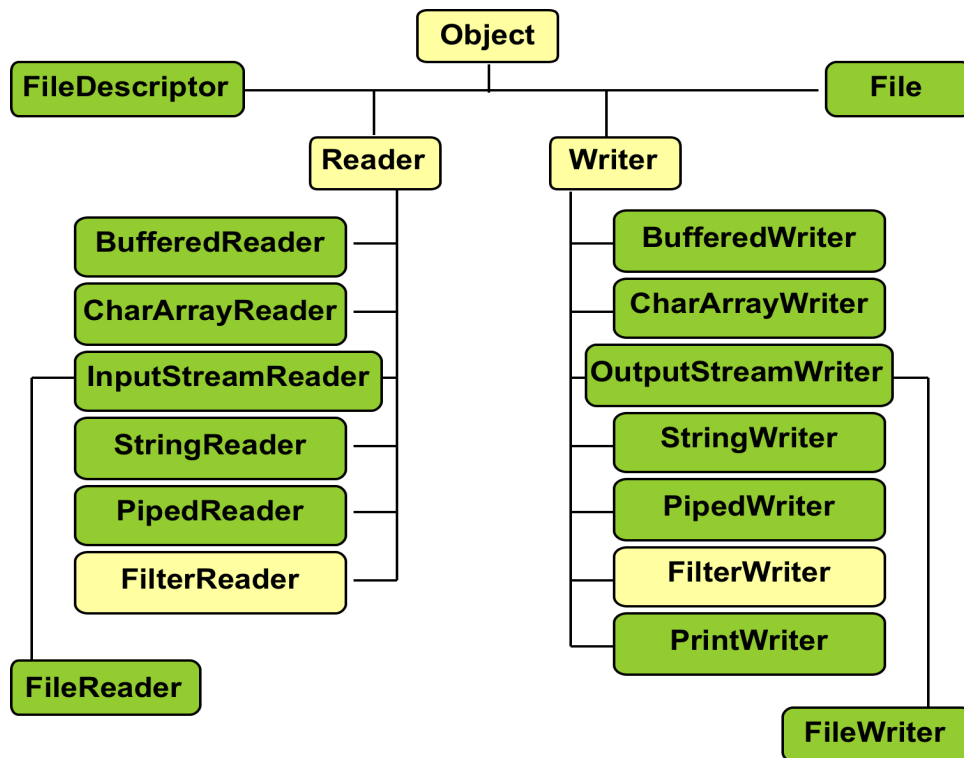 Object
FileDescriptor
File
Reader
Writer
BufferedReader
BufferedWriter
CharArrayReader
CharArrayWriter
InputStreamReader
OutputStreamWriter
StringReader
StringWriter
PipedReader
PipedWriter
FilterReader
FilterWriter
PrintWriter
FileReader
FileWriter